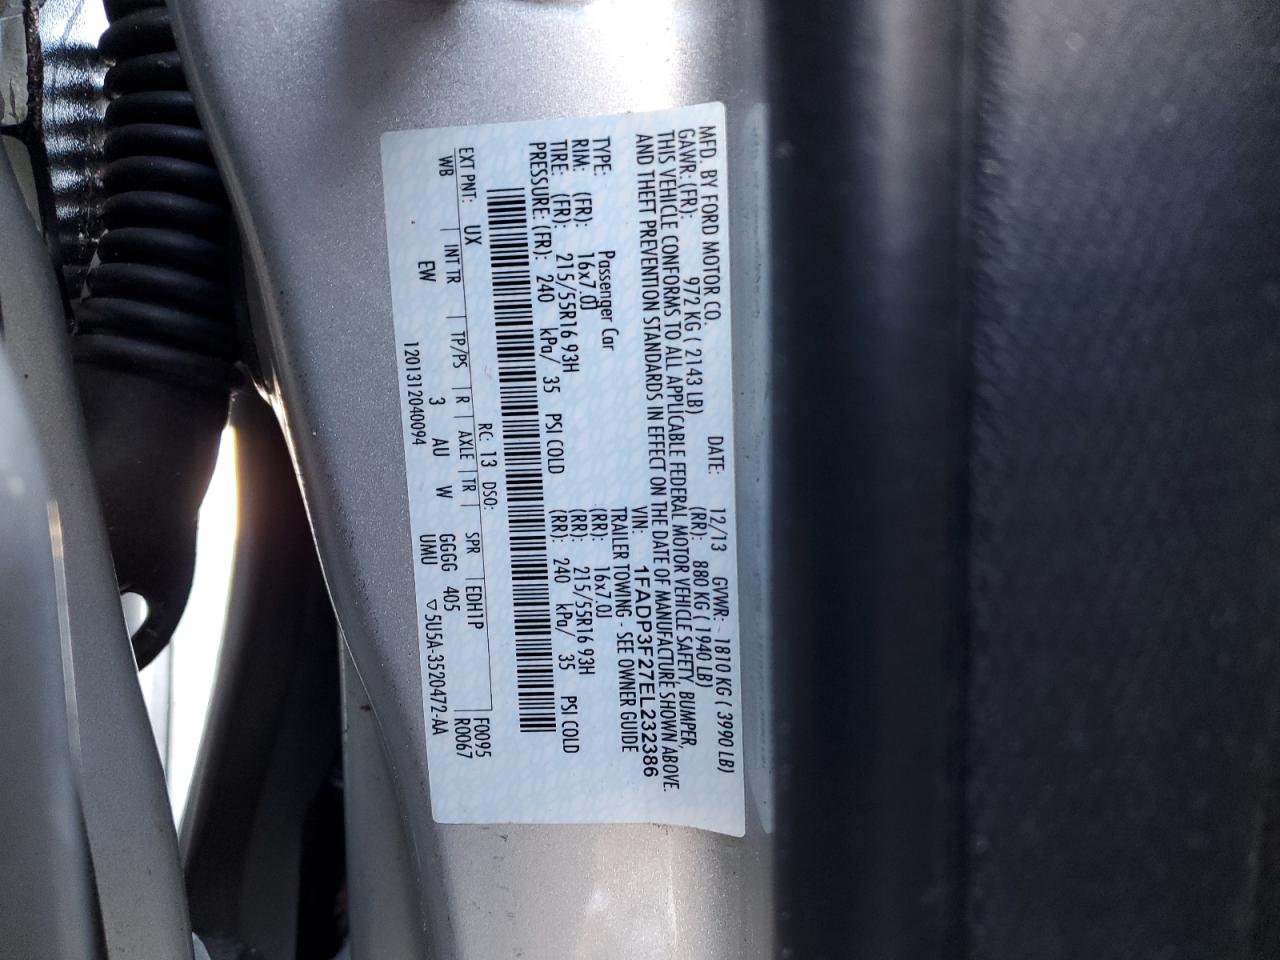 MFD. BY FORD MOTOR CO.
DATE: 12/13 GVWR: 1810 KG ( 3990 LB)
GAWR: (FR): 972 KG ( 2143 LB) (RR): 880 KG ( 1940 LB)
THIS VEHICLE CONFORMS TO ALL APPLICABLE FEDERAL MOTOR VEHICLE SAFETY, BUMPER,
AND THEFT PREVENTION STANDARDS IN EFFECT ON THE DATE OF MANUFACTURE SHOWN ABOVE.
VIN: 1FADP3F27EL232386
TYPE: Passenger Car TRAILER TOWING - SEE OWNER GUIDE
RIM: (FR): 16x7.0J (RR): 16x7.0J
TIRE: (FR): 215/55R16 93H (RR): 215/55R16 93H
PRESSURE: (FR): 240 kPa/ 35 PSI COLD (RR): 240 kPa/ 35 PSI COLD
RC: 13 DSO: F0095
EXT PNT: UX R0067
WB | INT TR | TP/PS | R | AXLE | TR | SPR | EDH1P
EW 3 AU W GGGG 405
1201312040094 UMU ▽5U5A-3520472-AA